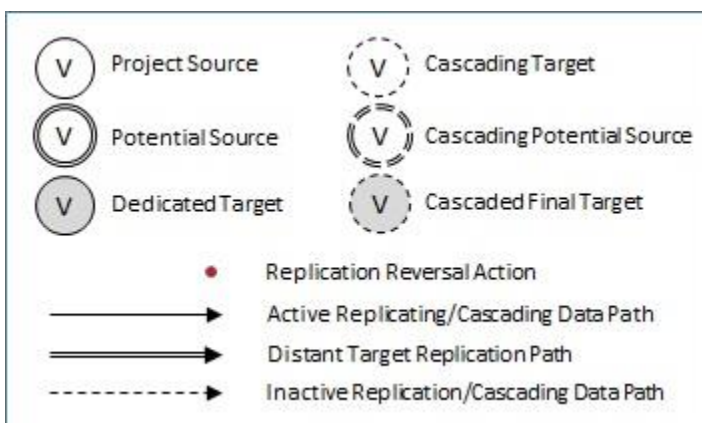 V Project Source V Cascading Target
V Potential Source V Cascading Potential Source
V Dedicated Target V Cascaded Final Target
Replication Reversal Action
Active Replicating/Cascading Data Path
Distant Target Replication Path
Inactive Replication/Cascading Data Path